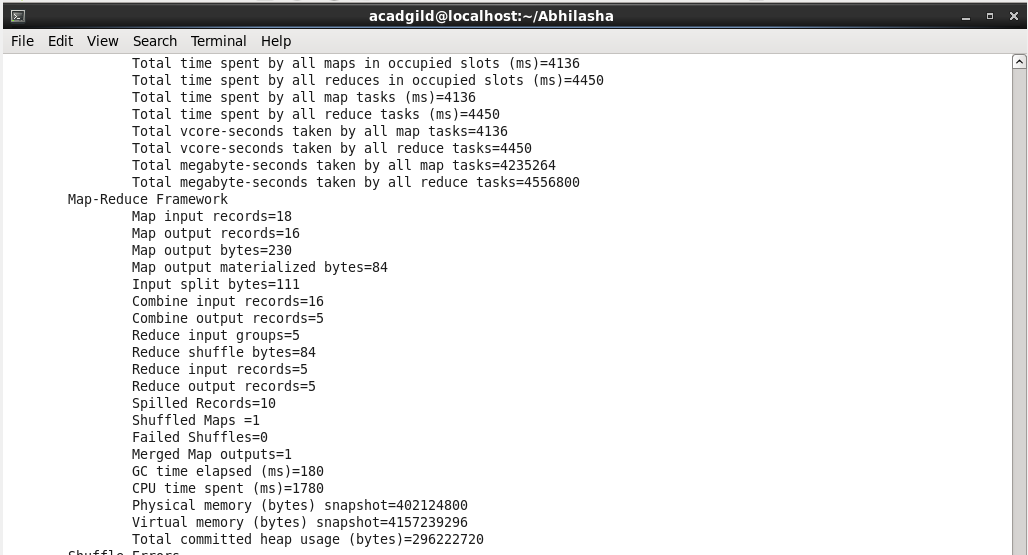 acadgild@localhost:~/Abhilasha
File Edit View Search Terminal Help
Total time spent by all maps in occupied slots (ms)=4136
Total time spent by all reduces in occupied slots (ms)=4450
Total time spent by all map tasks (ms)=4136
Total time spent by all reduce tasks (ms)=4450
Total vcore-seconds taken by all map tasks=4136
Total vcore-seconds taken by all reduce tasks=4450
Total megabyte-seconds taken by all map tasks=4235264
Total megabyte-seconds taken by all reduce tasks=4556800
Map-Reduce Framework
Map input records=18
Map output records=16
Map output bytes=230
Map output materialized bytes=84
Input split bytes=111
Combine input records=16
Combine output records=5
Reduce input groups=5
Reduce shuffle bytes=84
Reduce input records=5
Reduce output records=5
Spilled Records=10
Shuffled Maps =1
Failed Shuffles=0
Merged Map outputs=1
GC time elapsed (ms)=180
CPU time spent (ms)=1780
Physical memory (bytes) snapshot=402124800
Virtual memory (bytes) snapshot=4157239296
Total committed heap usage (bytes)=296222720
Shuffle Errors